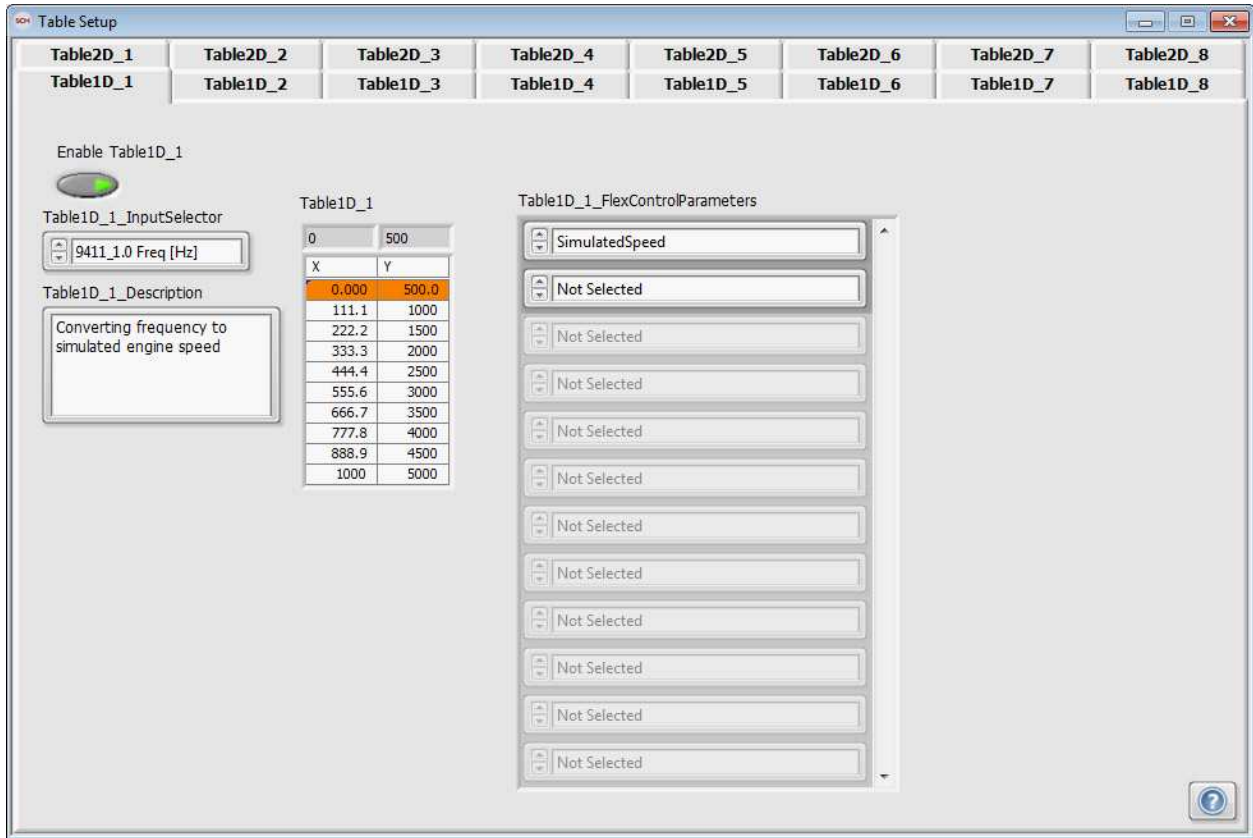 SCM Table Setup
Table2D_1 Table2D_2 Table2D_3 Table2D_4 Table2D_5 Table2D_6 Table2D_7 Table2D_8
Table1D_1 Table1D_2 Table1D_3 Table1D_4 Table1D_5 Table1D_6 Table1D_7 Table1D_8
Enable Table1D_1
Table1D_1_InputSelector
9411_1.0 Freq [Hz]
Table1D_1_Description
Converting frequency to
simulated engine speed
Table1D_1
0 500
X Y
0.000 500.0
111.1 1000
222.2 1500
333.3 2000
444.4 2500
555.6 3000
666.7 3500
777.8 4000
888.9 4500
1000 5000
Table1D_1_FlexControlParameters
SimulatedSpeed
Not Selected
Not Selected
Not Selected
Not Selected
Not Selected
Not Selected
Not Selected
Not Selected
Not Selected
Not Selected
Not Selected
?